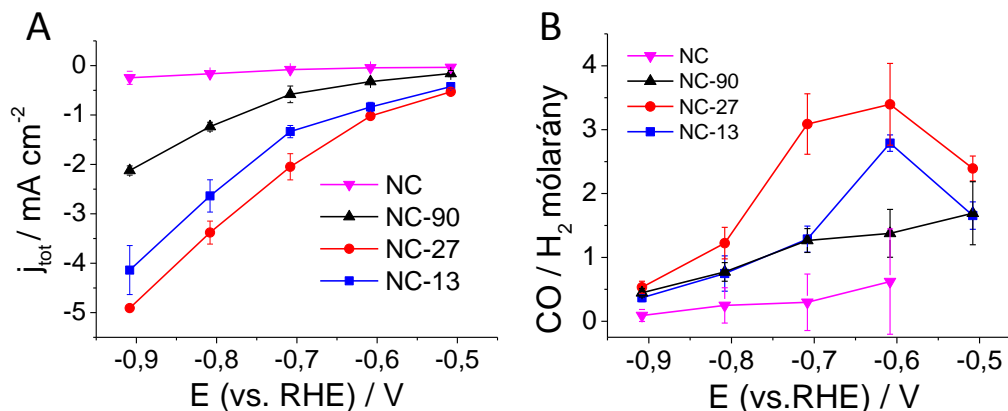 A
0
-1
-2
-3
-4
-5
j_tot / mA cm⁻²
NC
NC-90
NC-27
NC-13
-0,9 -0,8 -0,7 -0,6 -0,5
E (vs. RHE) / V
B
4
3
2
1
0
CO / H₂ mólarány
NC
NC-90
NC-27
NC-13
-0,9 -0,8 -0,7 -0,6 -0,5
E (vs.RHE) / V